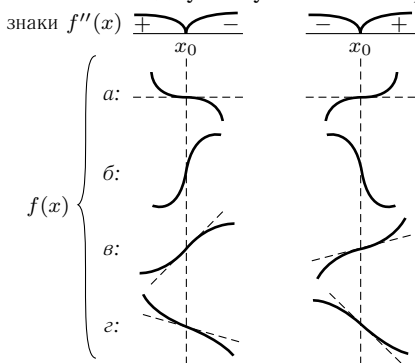 знаки f''(x) + − − +
x₀ x₀
а:
б:
f(x)
в:
г: